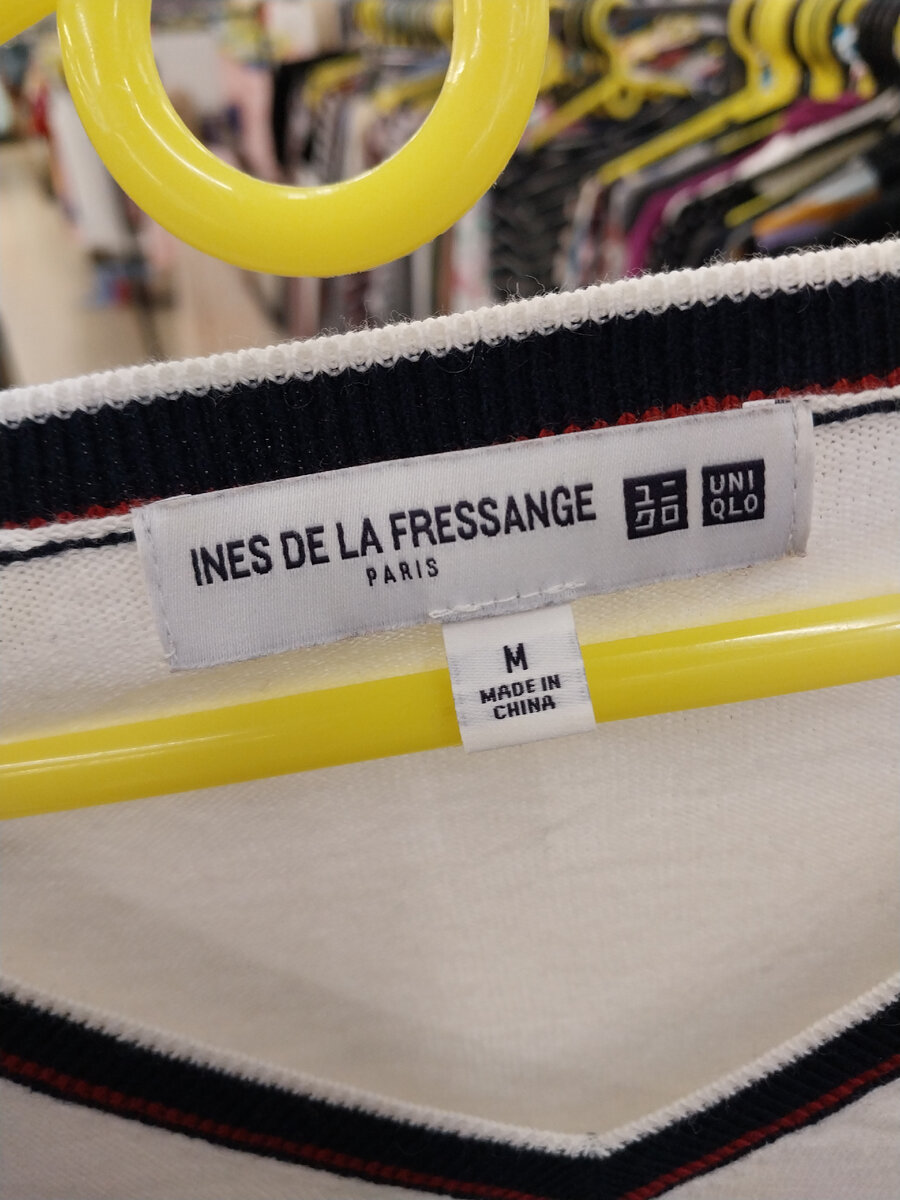 INES DE LA FRESSANGE
PARIS
ユニ
クロ
UNI
QLO
M
MADE IN
CHINA